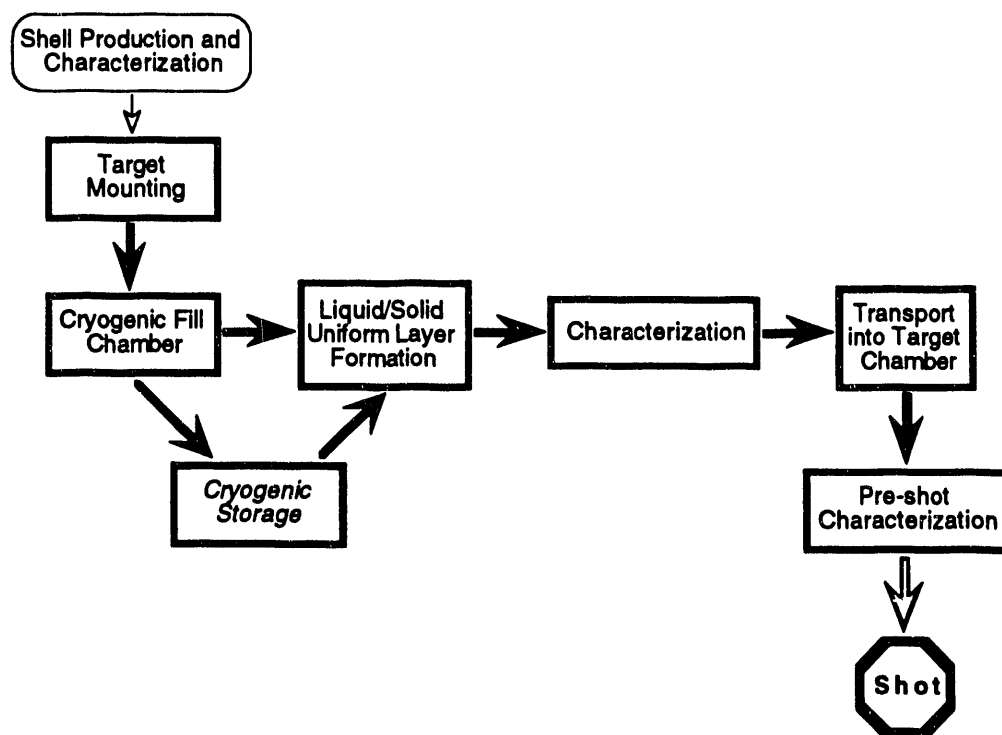 Shell Production and
Characterization
Target
Mounting
Cryogenic Fill
Chamber
Liquid/Solid
Uniform Layer
Formation
Characterization
Transport
into Target
Chamber
Cryogenic
Storage
Pre-shot
Characterization
Shot